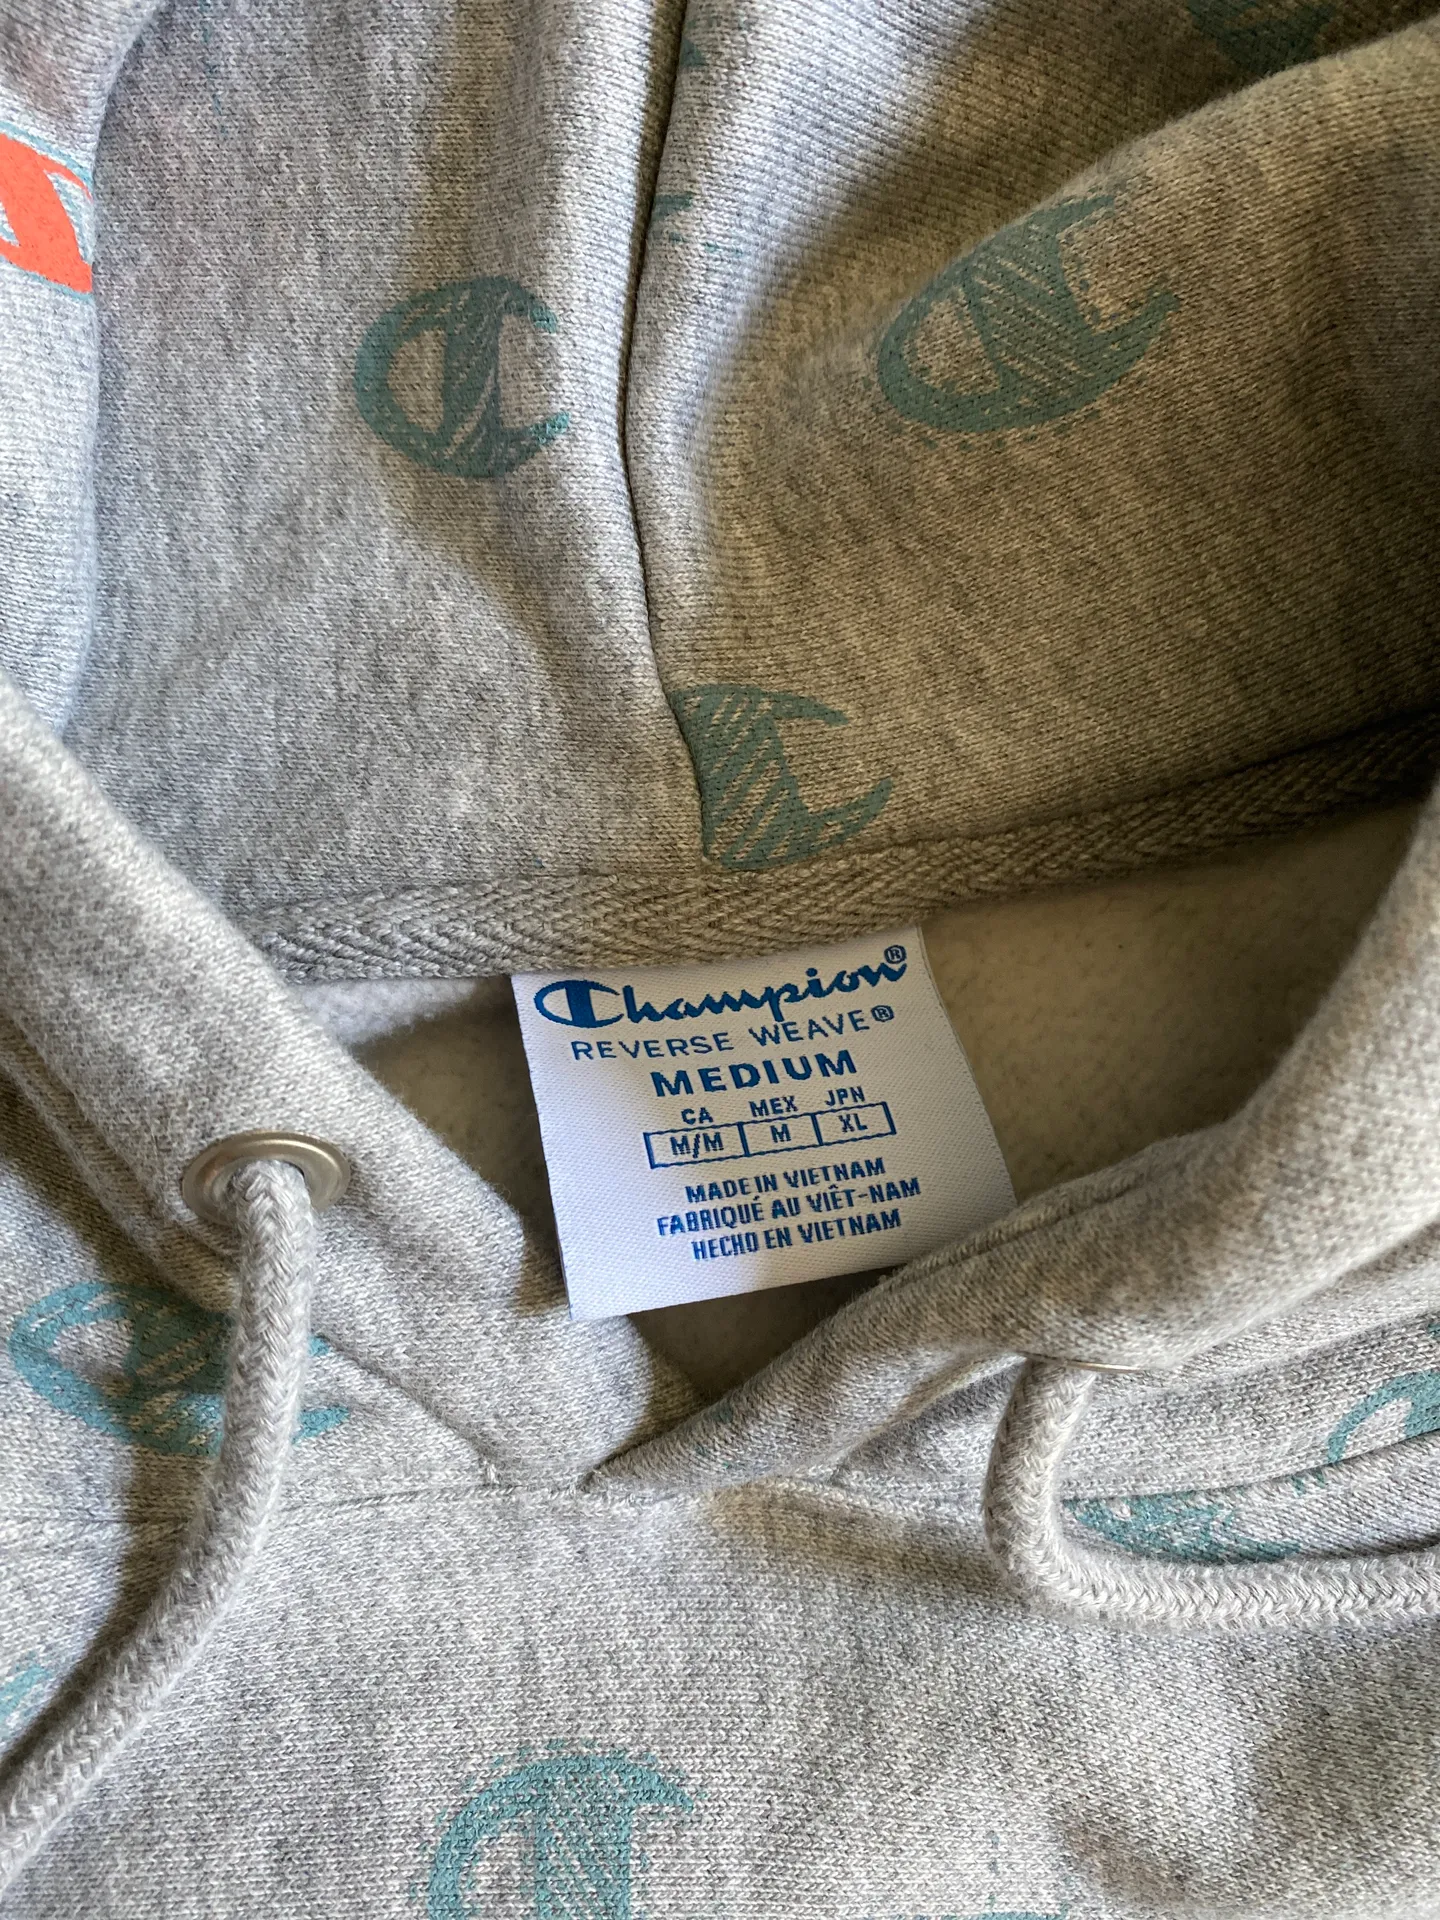 Champion®
REVERSE WEAVE®
MEDIUM
CA MEX JPN
M/M M XL
MADE IN VIETNAM
FABRIQUÉ AU VIÊT-NAM
HECHO EN VIETNAM